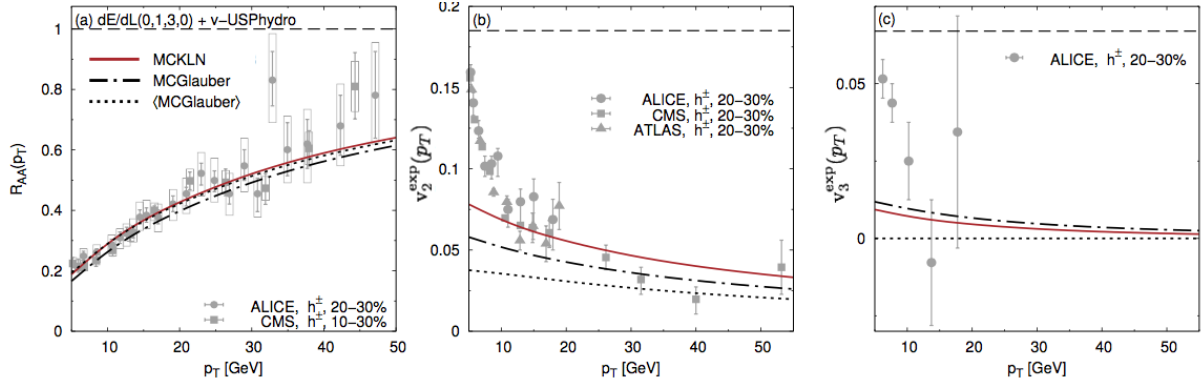 (a) dE/dL(0,1,3,0) + v-USPhydro
1
0.8
0.6
0.4
0.2
0
R_AA(p_T)
MCKLN
MCGlauber
⟨MCGlauber⟩
ALICE, h±, 20–30%
CMS, h±, 10–30%
10 20 30 40 50
p_T [GeV]
(b)
0.2
0.15
0.1
0.05
0
v_2^exp(p_T)
ALICE, h±, 20–30%
CMS, h±, 20–30%
ATLAS, h±, 20–30%
10 20 30 40 50
p_T [GeV]
(c)
0.05
0
v_3^exp(p_T)
ALICE, h±, 20–30%
10 20 30 40 50
p_T [GeV]